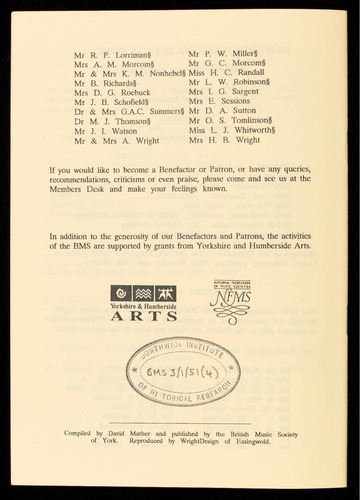 Mr R. P. Lorriman§ Mr P. W. Miller§
Mrs A. M. Morcom§ Mr G. C. Morcom§
Mr & Mrs K. M. Nonhebel§ Miss H. C. Randall
Mr B. Richards§ Mr L. W. Robinson§
Mrs D. G. Roebuck Mrs I. G. Sargent
Mr J. B. Schofield§ Mrs E. Sessions
Dr & Mrs G.A.C. Summers§ Mr D. A. Sutton
Dr M. J. Thomson§ Mr O. S. Tomlinson§
Mr J. I. Watson Miss L. J. Whitworth§
Mr & Mrs A. Wright Mrs H. B. Wright
If you would like to become a Benefactor or Patron, or have any queries,
recommendations, criticisms or even praise, please come and see us at the
Members Desk and make your feelings known.
In addition to the generosity of our Benefactors and Patrons, the activities
of the BMS are supported by grants from Yorkshire and Humberside Arts.
Yorkshire & Humberside
ARTS
NATIONAL FEDERATION
OF MUSIC SOCIETIES
NFMS
BORTHWICK INSTITUTE
BMS 3/1/51(4)
OF HISTORICAL RESEARCH
Compiled by David Mather and published by the British Music Society
of York. Reproduced by WrightDesign of Easingwold.